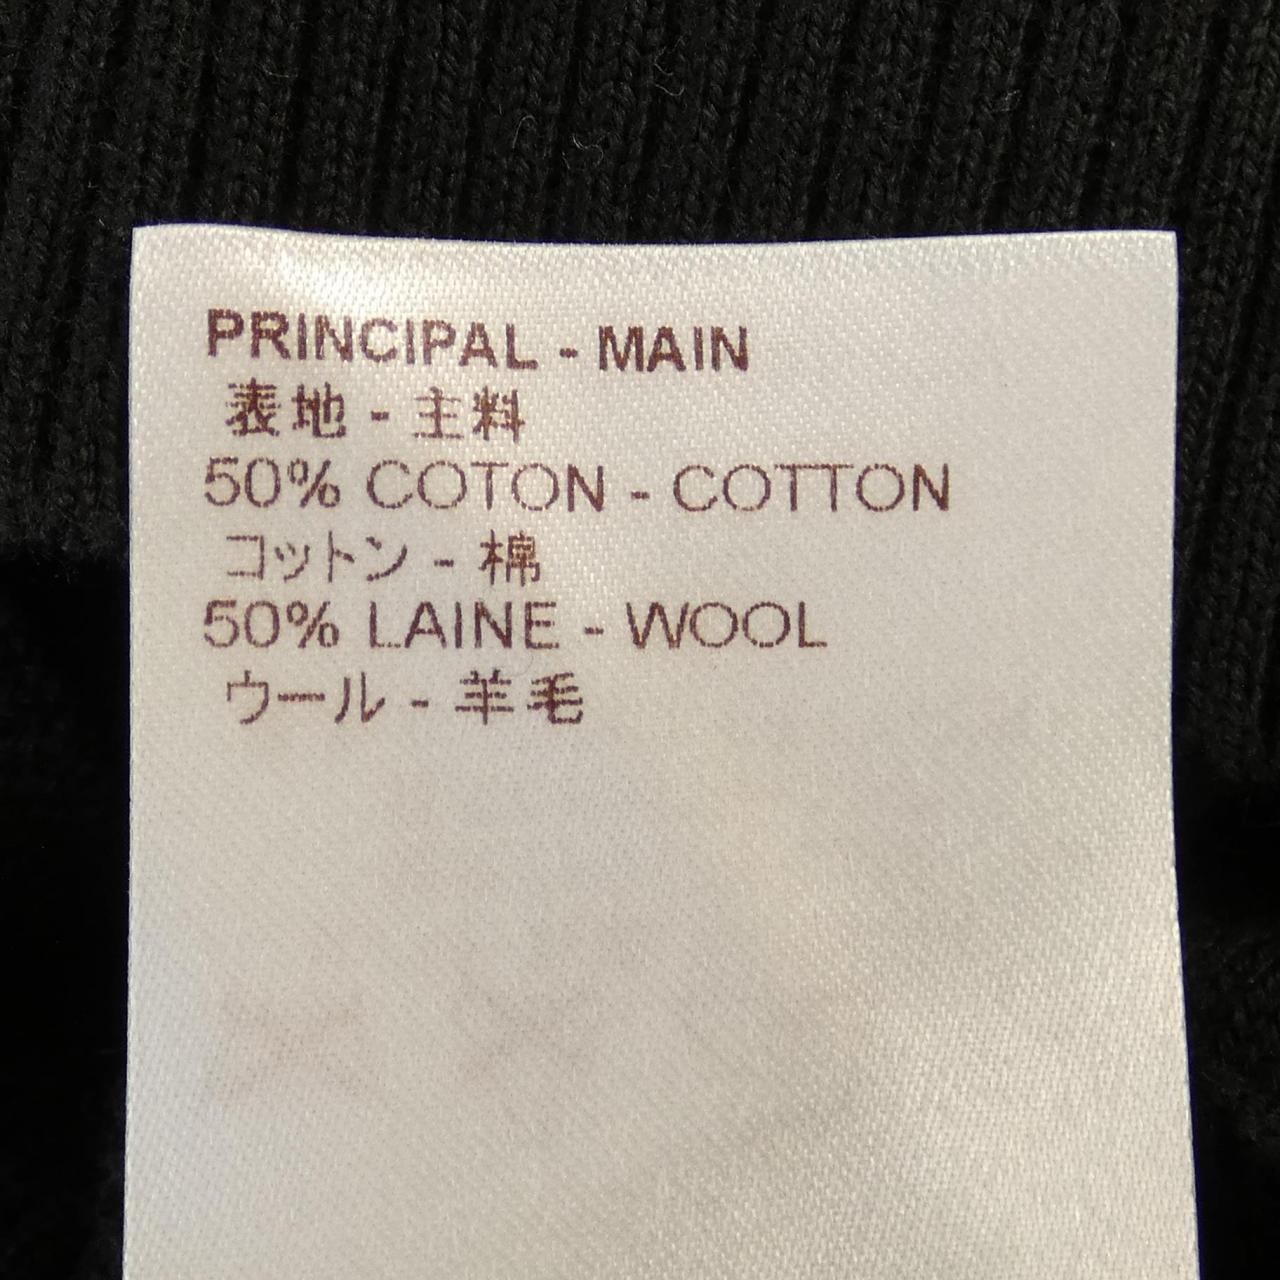 PRINCIPAL - MAIN
表地 - 主料
50% COTON - COTTON
コットン - 棉
50% LAINE - WOOL
ウール - 羊毛